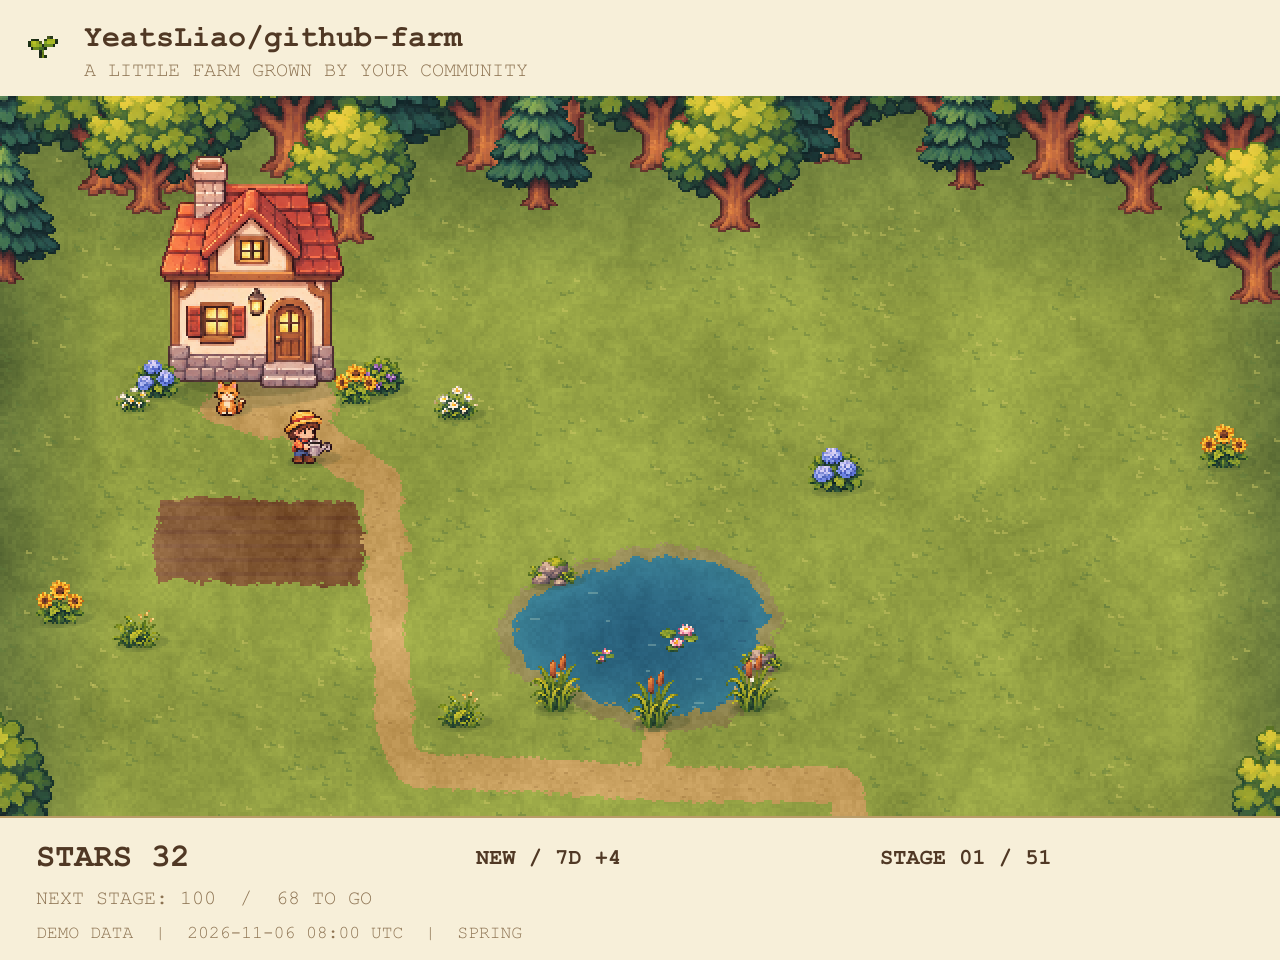 YeatsLiao/github-farm
A LITTLE FARM GROWN BY YOUR COMMUNITY
STARS 32
NEW / 7D +4
STAGE 01 / 51
NEXT STAGE: 100 / 68 TO GO
DEMO DATA | 2026-11-06 08:00 UTC | SPRING